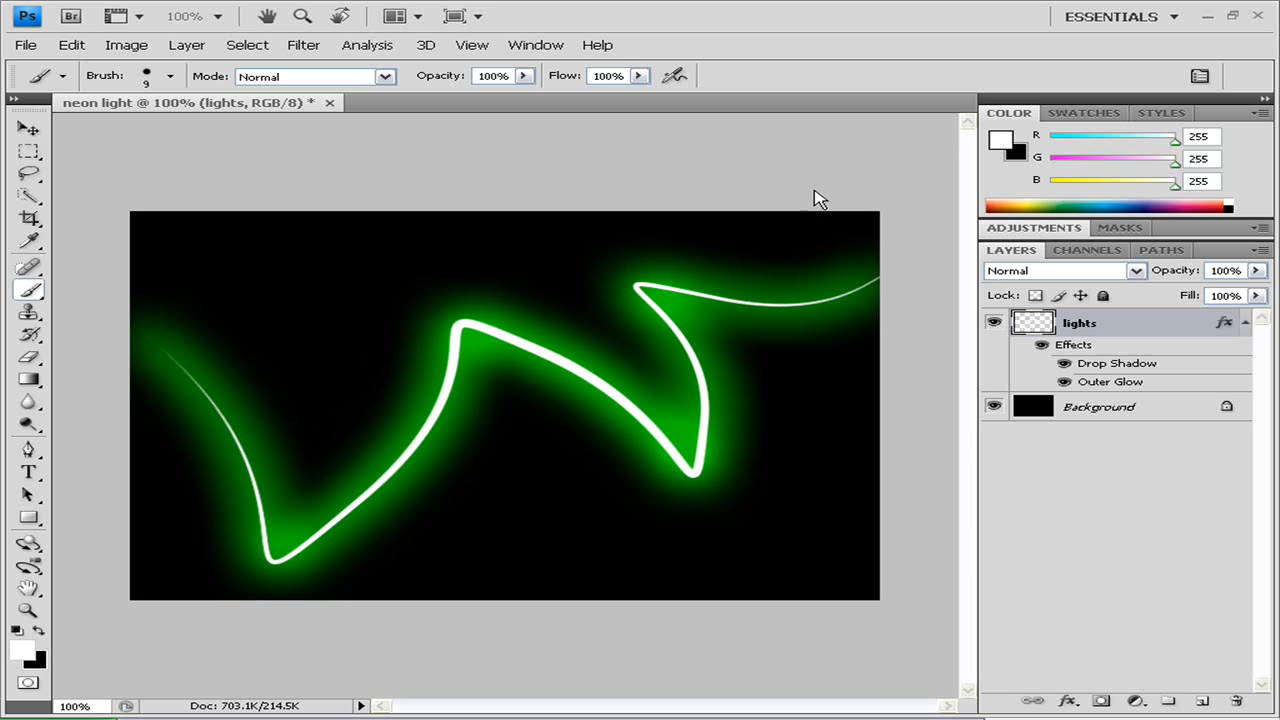 Ps Br 100% ESSENTIALS
File Edit Image Layer Select Filter Analysis 3D View Window Help
Brush: 9 Mode: Normal Opacity: 100% Flow: 100%
neon light @ 100% (lights, RGB/8) *
COLOR SWATCHES STYLES
R 255
G 255
B 255
ADJUSTMENTS MASKS
LAYERS CHANNELS PATHS
Normal Opacity: 100%
Lock: Fill: 100%
lights fx
Effects
Drop Shadow
Outer Glow
Background
T
100% Doc: 703.1K/214.5K
fx